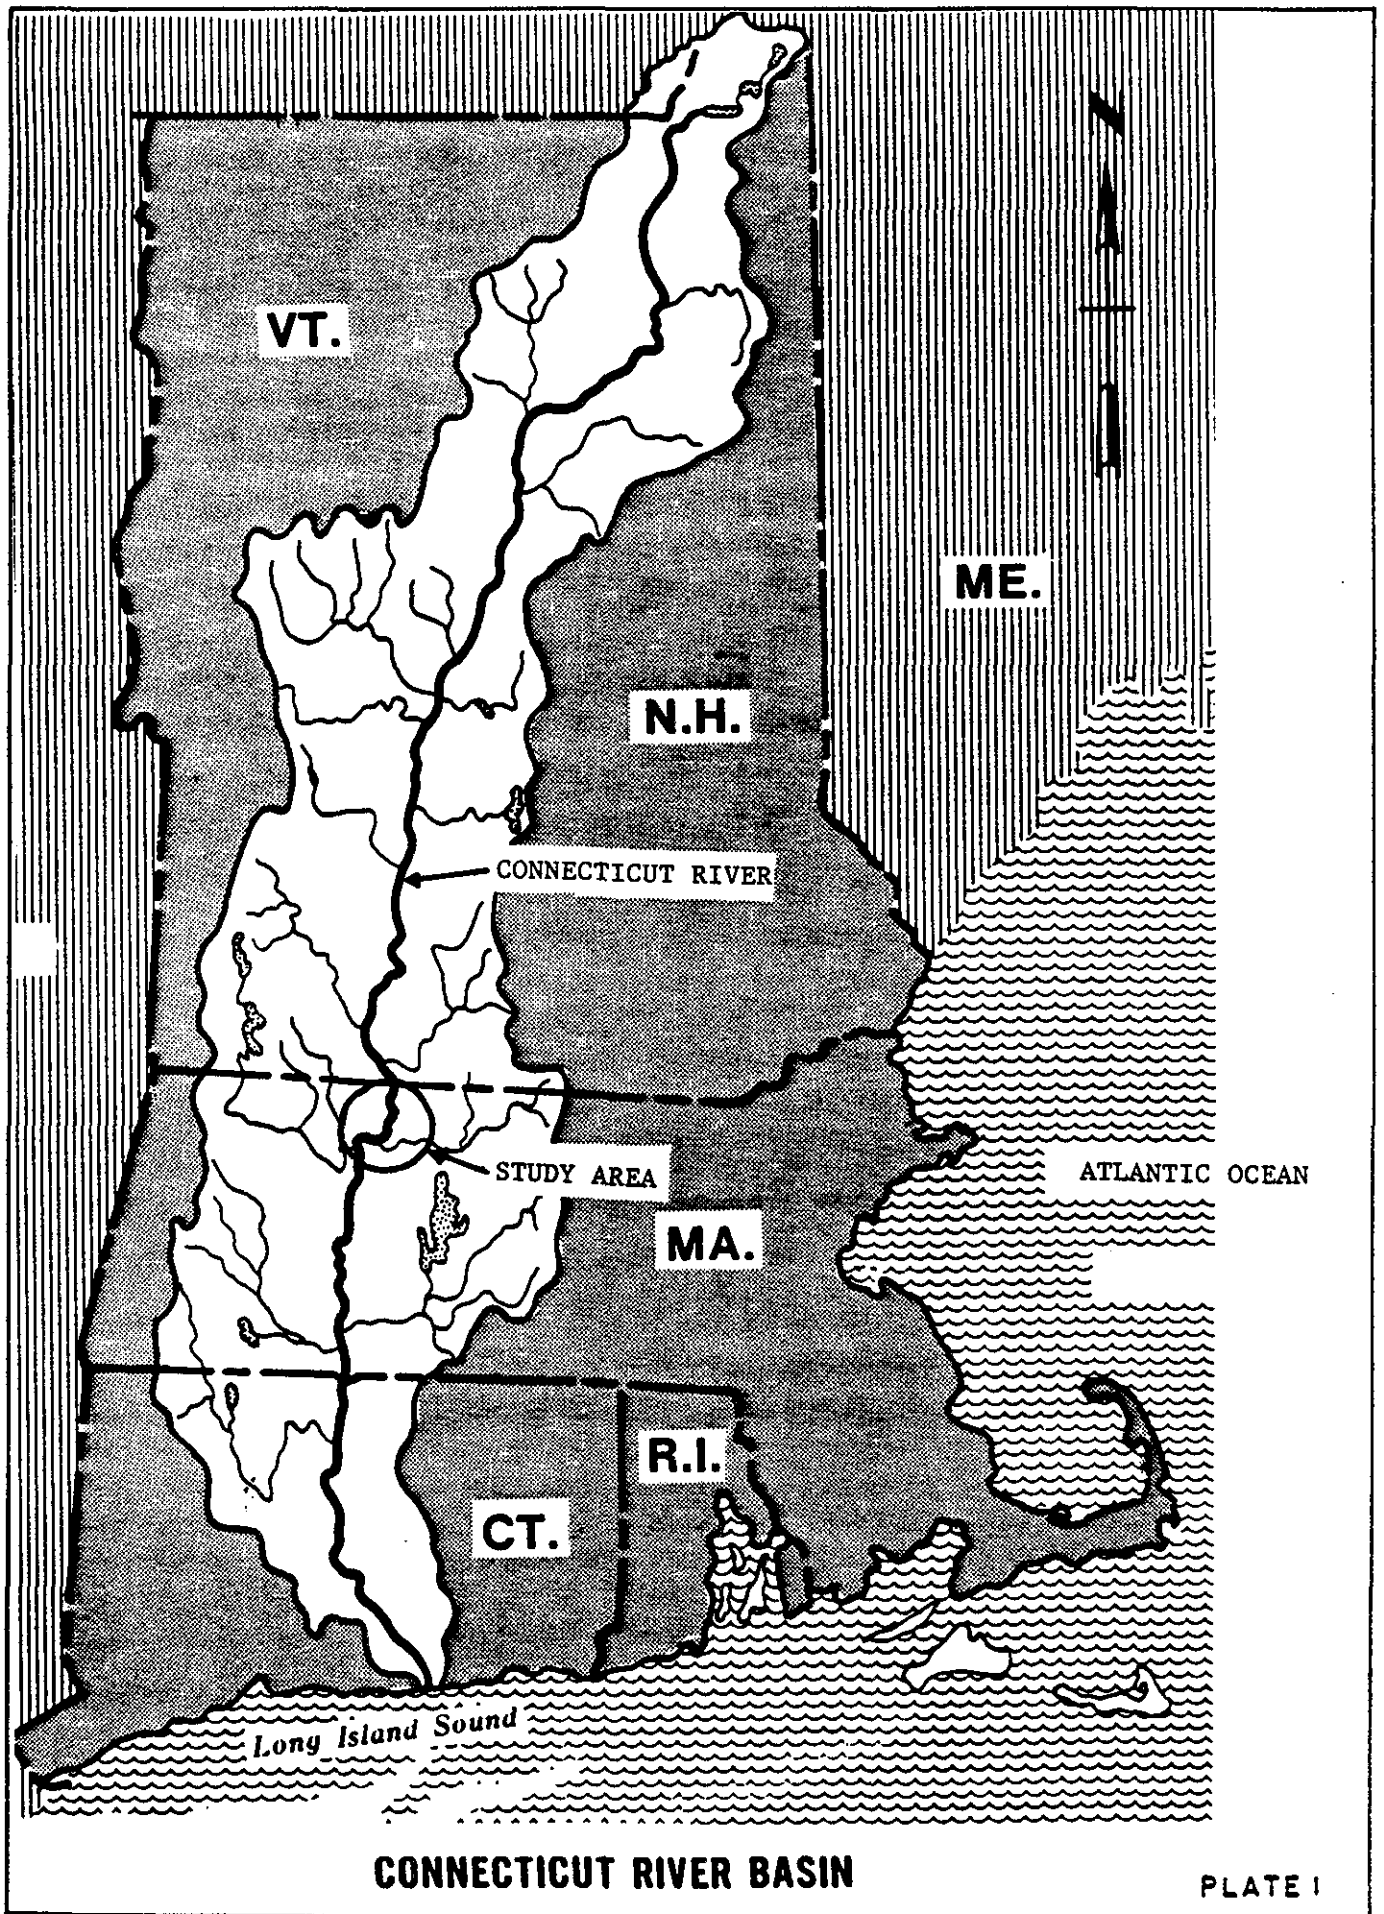 N
VT.
ME.
N.H.
CONNECTICUT RIVER
STUDY AREA
ATLANTIC OCEAN
MA.
R.I.
CT.
Long Island Sound
CONNECTICUT RIVER BASIN
PLATE 1